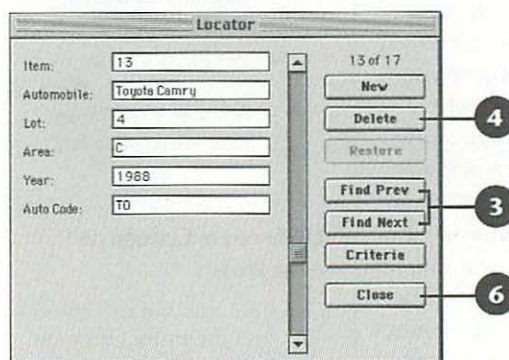 Locator
Item: 13
Automobile: Toyota Camry
Lot: 4
Area: C
Year: 1988
Auto Code: TO
13 of 17
New
Delete
4
Restore
Find Prev
3
Find Next
Criteria
Close
6